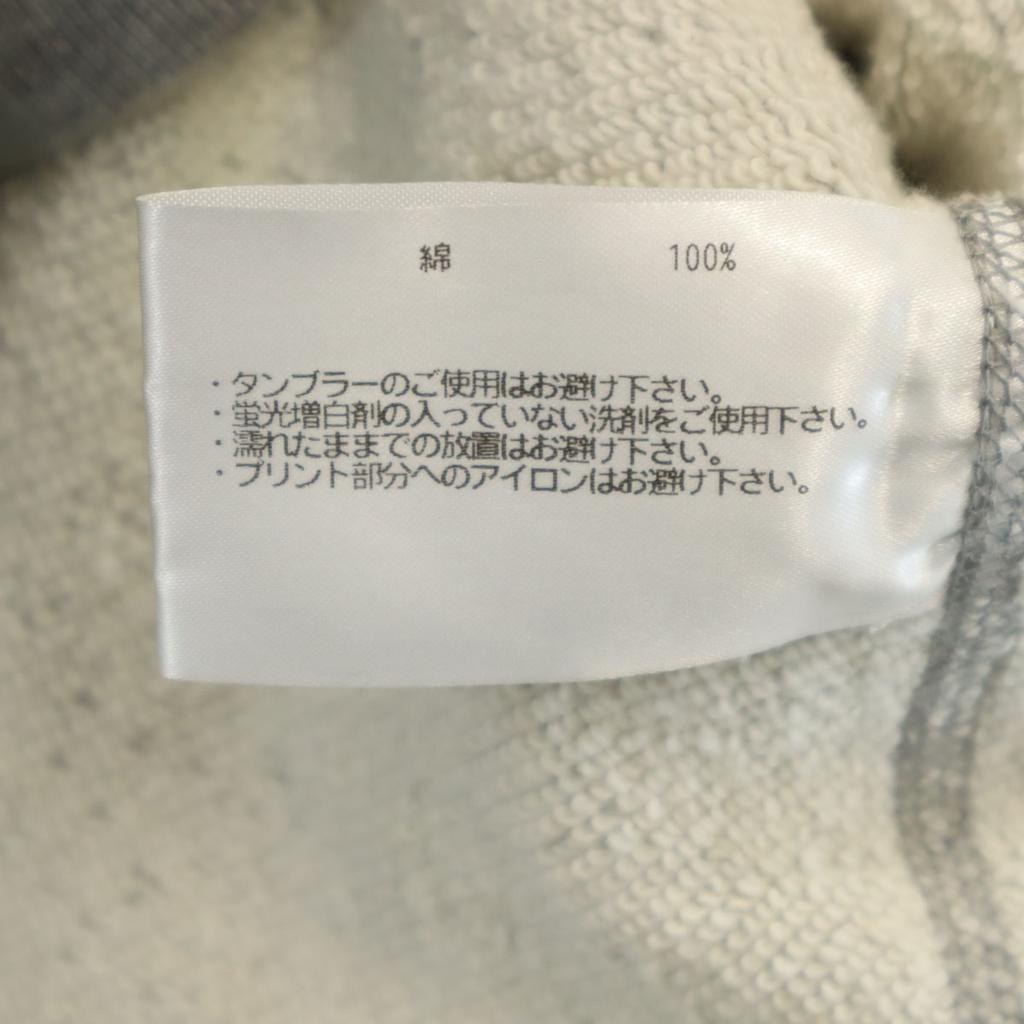 綿 100%
・タンブラーのご使用はお避け下さい。
・蛍光増白剤の入っていない洗剤をご使用下さい。
・濡れたままでの放置はお避け下さい。
・プリント部分へのアイロンはお避け下さい。